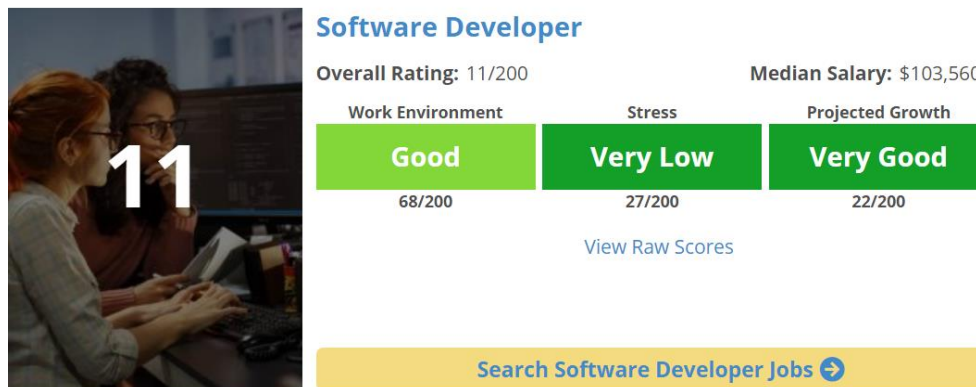 Software Developer
11
Overall Rating: 11/200 Median Salary: $103,560
Work Environment Stress Projected Growth
Good Very Low Very Good
68/200 27/200 22/200
View Raw Scores
Search Software Developer Jobs